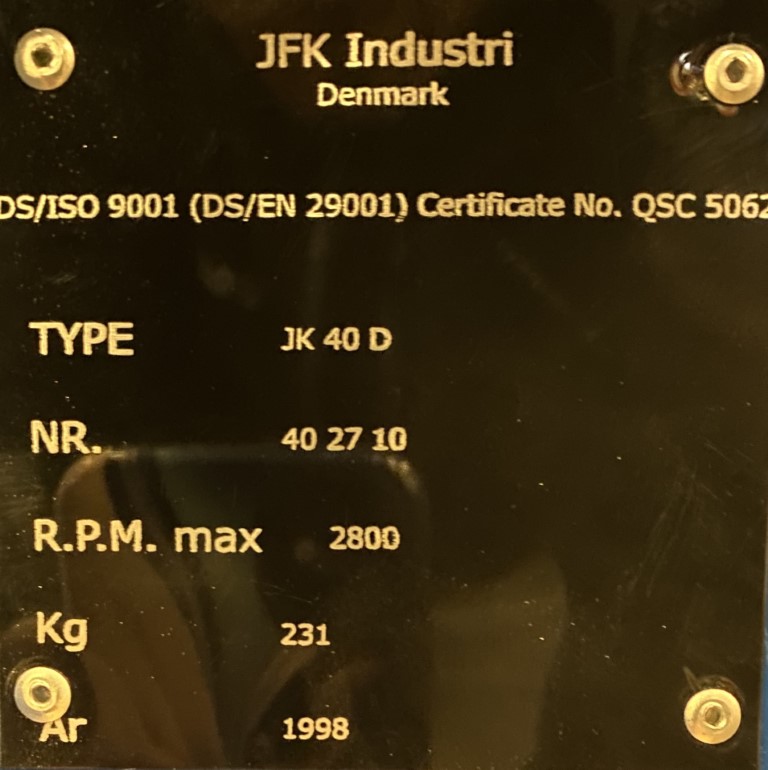 JFK Industri
Denmark
DS/ISO 9001 (DS/EN 29001) Certificate No. QSC 5062
TYPE JK 40 D
NR. 40 27 10
R.P.M. max 2800
Kg 231
Ar 1998